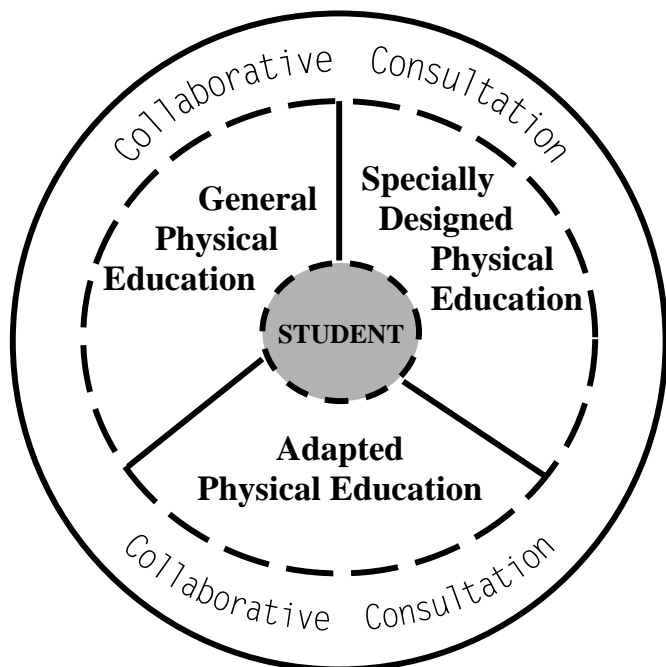 Collaborative Consultation
General
Physical
Education
Specially
Designed
Physical
Education
STUDENT
Adapted
Physical Education
Collaborative Consultation